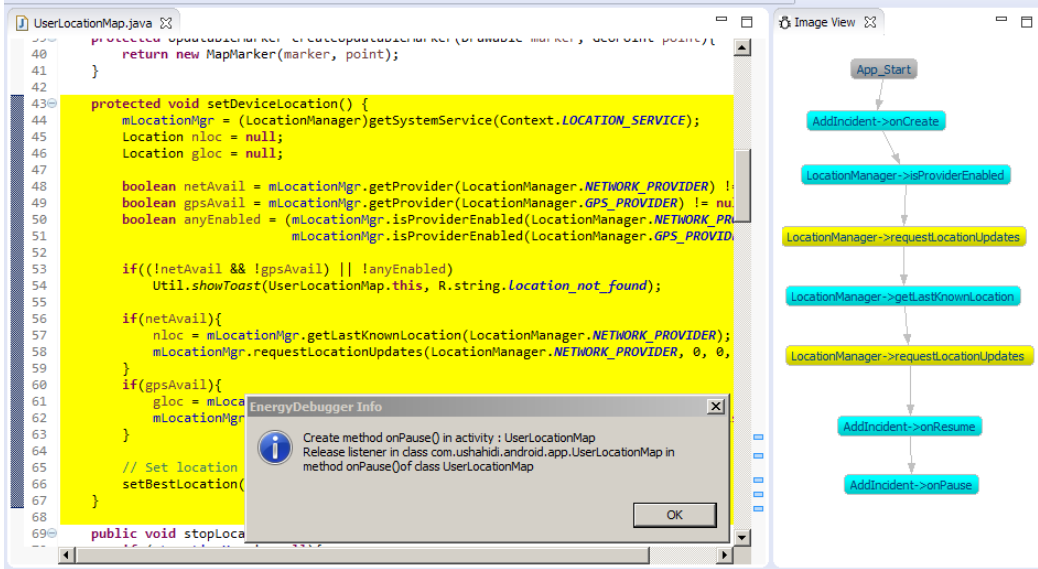 UserLocationMap.java
40 return new MapMarker(marker, point);
41 }
42
43 protected void setDeviceLocation() {
44 mLocationMgr = (LocationManager)getSystemService(Context.LOCATION_SERVICE);
45 Location nloc = null;
46 Location gloc = null;
47
48 boolean netAvail = mLocationMgr.getProvider(LocationManager.NETWORK_PROVIDER) !
49 boolean gpsAvail = mLocationMgr.getProvider(LocationManager.GPS_PROVIDER) !=
50 boolean anyEnabled = (mLocationMgr.isProviderEnabled(LocationManager.
51 mLocationMgr.isProviderEnabled(LocationManager.
52
53 if((!netAvail && !gpsAvail) || !anyEnabled)
54 Util.showToast(UserLocationMap.this, R.string.location_not_found);
55
56 if(netAvail){
57 nloc = mLocationMgr.getLastKnownLocation(LocationManager.NETWORK_PROVIDER);
58 mLocationMgr.requestLocationUpdates(LocationManager.NETWORK_PROVIDER, 0, 0,
59 }
60 if(gpsAvail){
61 gloc = mLoca
62 mLocationMgr
63 }
64
65 // Set location
66 setBestLocation(
67 }
68
69 public void stopLoca
EnergyDebugger Info
Create method onPause() in activity : UserLocationMap
Release listener in class com.ushahidi.android.app.UserLocationMap in
method onPause()of class UserLocationMap
OK
Image View
App_Start
AddIncident->onCreate
LocationManager->isProviderEnabled
LocationManager->requestLocationUpdates
LocationManager->getLastKnownLocation
LocationManager->requestLocationUpdates
AddIncident->onResume
AddIncident->onPause